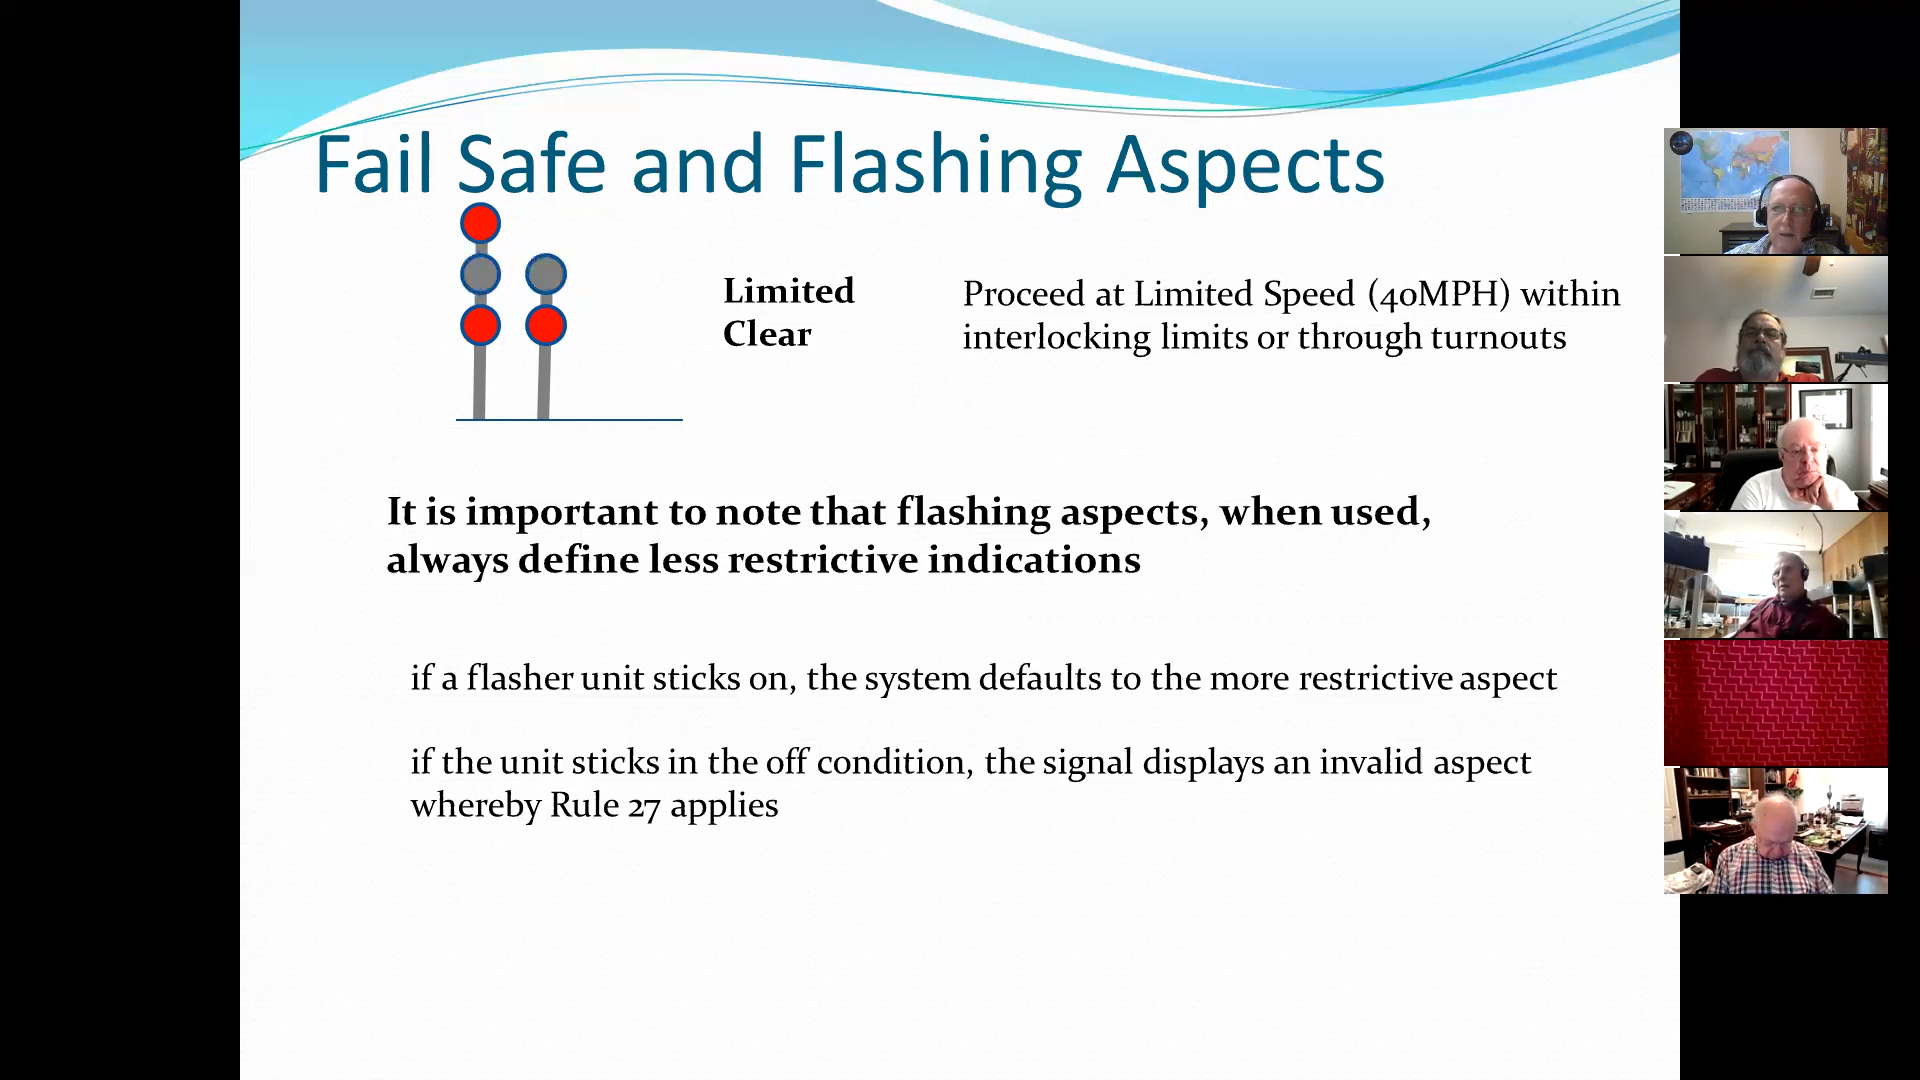 Fail Safe and Flashing Aspects
Limited
Clear
Proceed at Limited Speed (40MPH) within
interlocking limits or through turnouts
It is important to note that flashing aspects, when used,
always define less restrictive indications
if a flasher unit sticks on, the system defaults to the more restrictive aspect
if the unit sticks in the off condition, the signal displays an invalid aspect
whereby Rule 27 applies